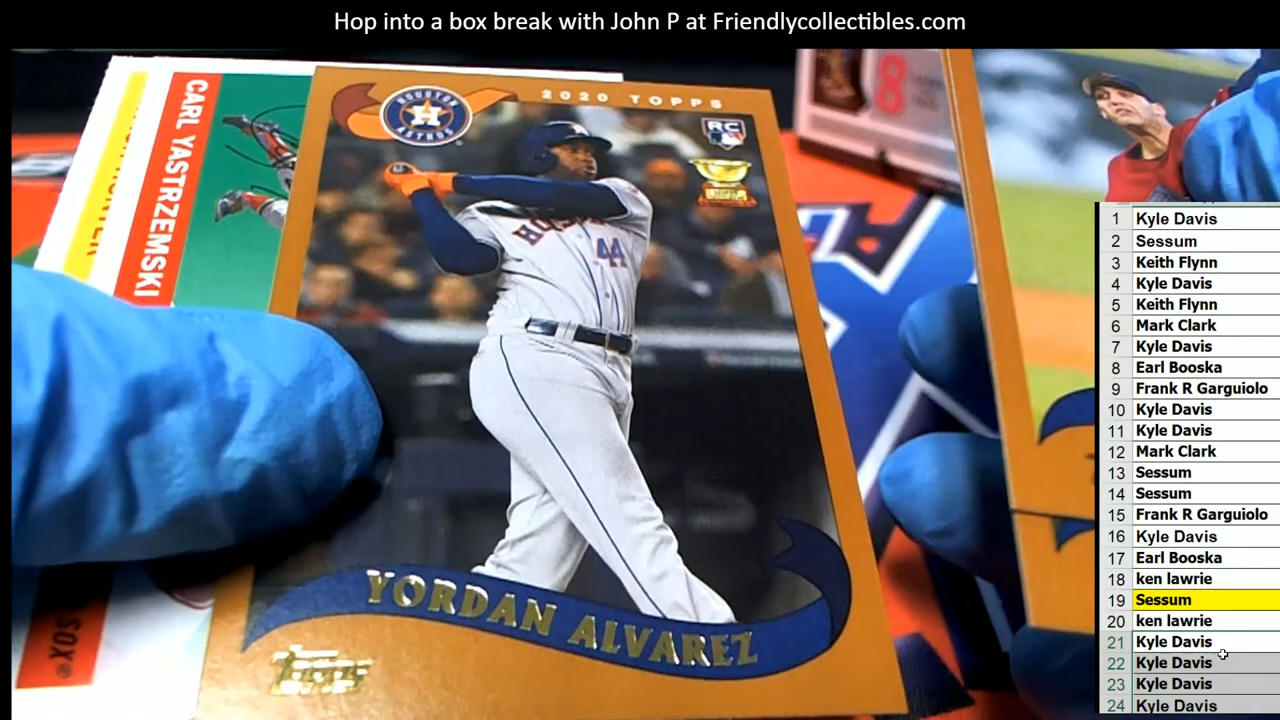 Hop into a box break with John P at Friendlycollectibles.com
CARL YASTRZEMSKI
HOUSTON
ASTROS
2020 TOPPS
RC
8
44
YORDAN ALVAREZ
Topps
SOX®
1 Kyle Davis
2 Sessum
3 Keith Flynn
4 Kyle Davis
5 Keith Flynn
6 Mark Clark
7 Kyle Davis
8 Earl Booska
9 Frank R Garguiolo
10 Kyle Davis
11 Kyle Davis
12 Mark Clark
13 Sessum
14 Sessum
15 Frank R Garguiolo
16 Kyle Davis
17 Earl Booska
18 ken lawrie
19 Sessum
20 ken lawrie
21 Kyle Davis
22 Kyle Davis
23 Kyle Davis
24 Kyle Davis